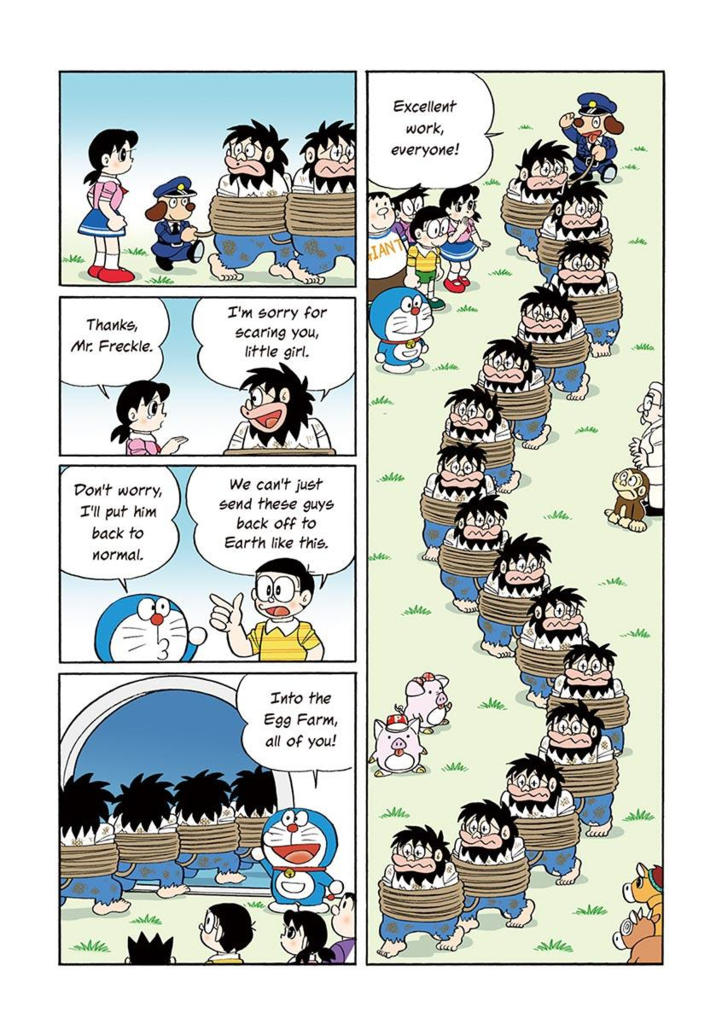 Excellent
work,
everyone!
GIANT
I'm sorry for
scaring you,
little girl.
Thanks,
Mr. Freckle.
We can't just
send these guys
back off to
Earth like this.
Don't worry,
I'll put him
back to
normal.
Into the
Egg Farm,
all of you!